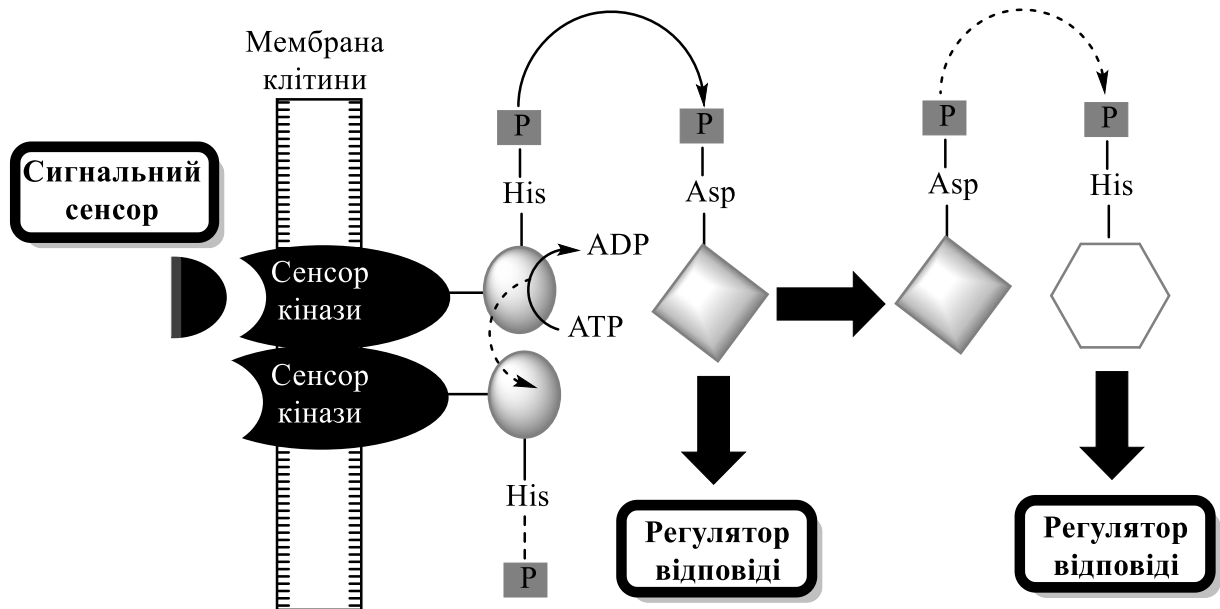 Мембрана
клітини
Сигнальний
сенсор
P
P
P
P
His
Asp
Asp
His
Сенсор
кінази
ADP
ATP
Сенсор
кінази
His
P
Регулятор
відповіді
Регулятор
відповіді